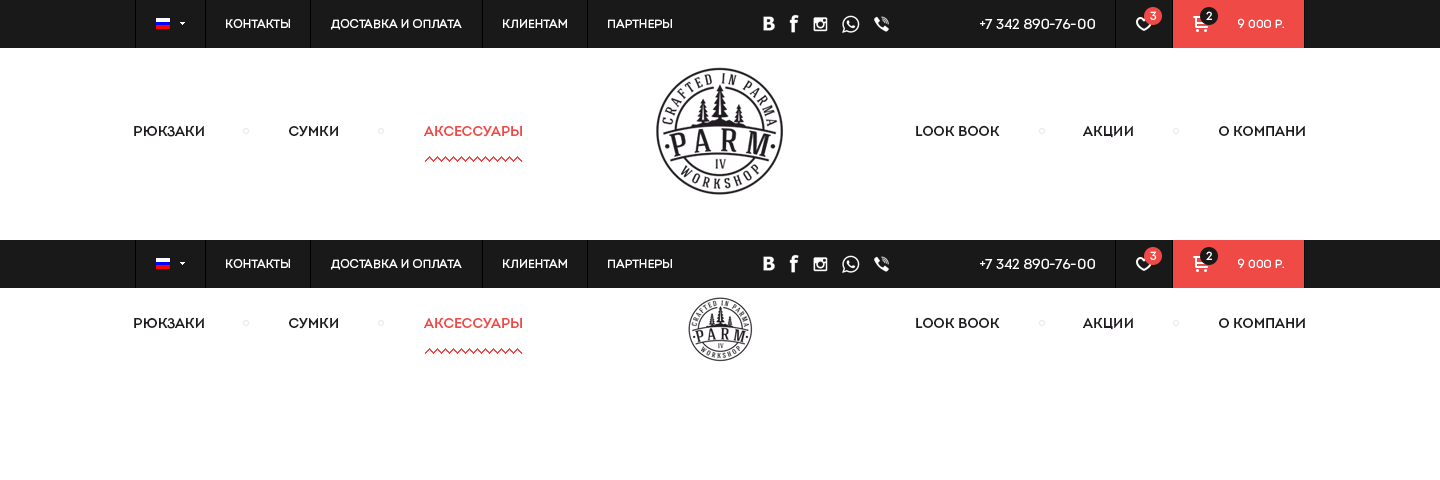 КОНТАКТЫ ДОСТАВКА И ОПЛАТА КЛИЕНТАМ ПАРТНЕРЫ +7 342 890-76-00 3 2 9 000 Р.
CRAFTED IN PARMA
РЮКЗАКИ СУМКИ АКСЕССУАРЫ PARM LOOK BOOK АКЦИИ О КОМПАНИ
IV
WORKSHOP
КОНТАКТЫ ДОСТАВКА И ОПЛАТА КЛИЕНТАМ ПАРТНЕРЫ +7 342 890-76-00 3 2 9 000 Р.
CRAFTED IN PARMA
РЮКЗАКИ СУМКИ АКСЕССУАРЫ PARM LOOK BOOK АКЦИИ О КОМПАНИ
IV
WORKSHOP